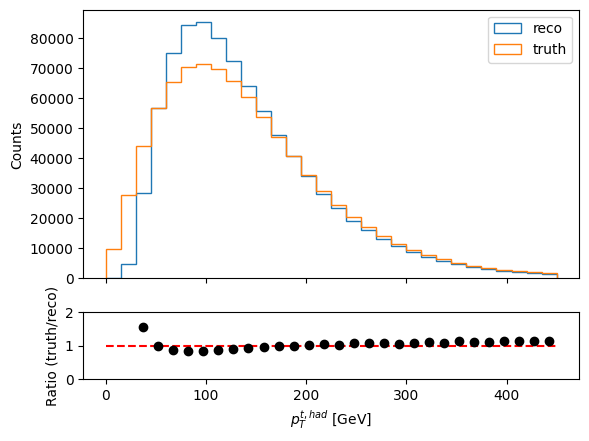 reco
truth
80000
70000
60000
50000
40000
30000
20000
10000
0
Counts
2
1
0
Ratio (truth/reco)
0 100 200 300 400
$p_T^{t,had}$ [GeV]